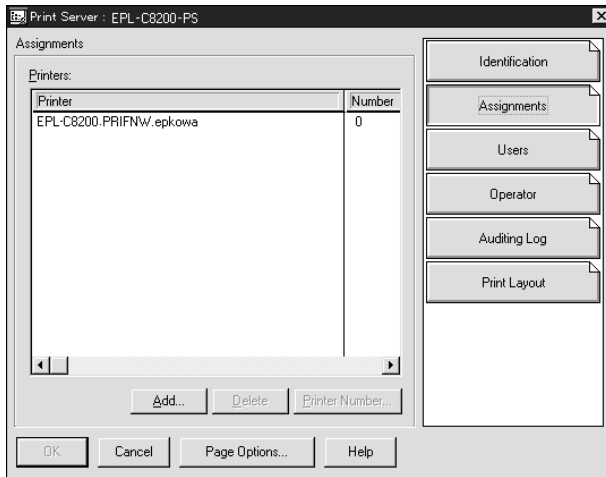 Print Server : EPL-C8200-PS
Assignments
Printers:
Printer Number
EPL-C8200.PRIFNW.epkowa 0
Add... Delete Printer Number...
OK Cancel Page Options... Help
Identification
Assignments
Users
Operator
Auditing Log
Print Layout